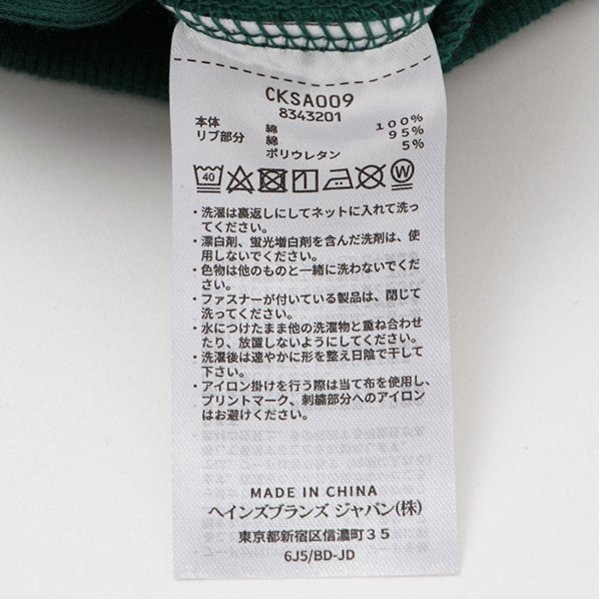 CKSA009
8343201
本体 綿 100%
リブ部分 綿 95%
ポリウレタン 5%
40 W
・洗濯は裏返しにしてネットに入れて洗っ
てください。
・漂白剤、蛍光増白剤を含んだ洗剤は、使
用しないでください。
・色物は他のものと一緒に洗わないでくだ
さい。
・ファスナーが付いている製品は、閉じて
洗ってください。
・水につけたまま他の洗濯物と重ね合わせ
たり、放置しないようにしてください。
・洗濯後は速やかに形を整え日陰で干して
下さい。
・アイロン掛けを行う際は当て布を使用し、
プリントマーク、刺繍部分へのアイロン
はお避けください。
MADE IN CHINA
ヘインズブランズ ジャパン(株)
東京都新宿区信濃町35
6J5/BD-JD